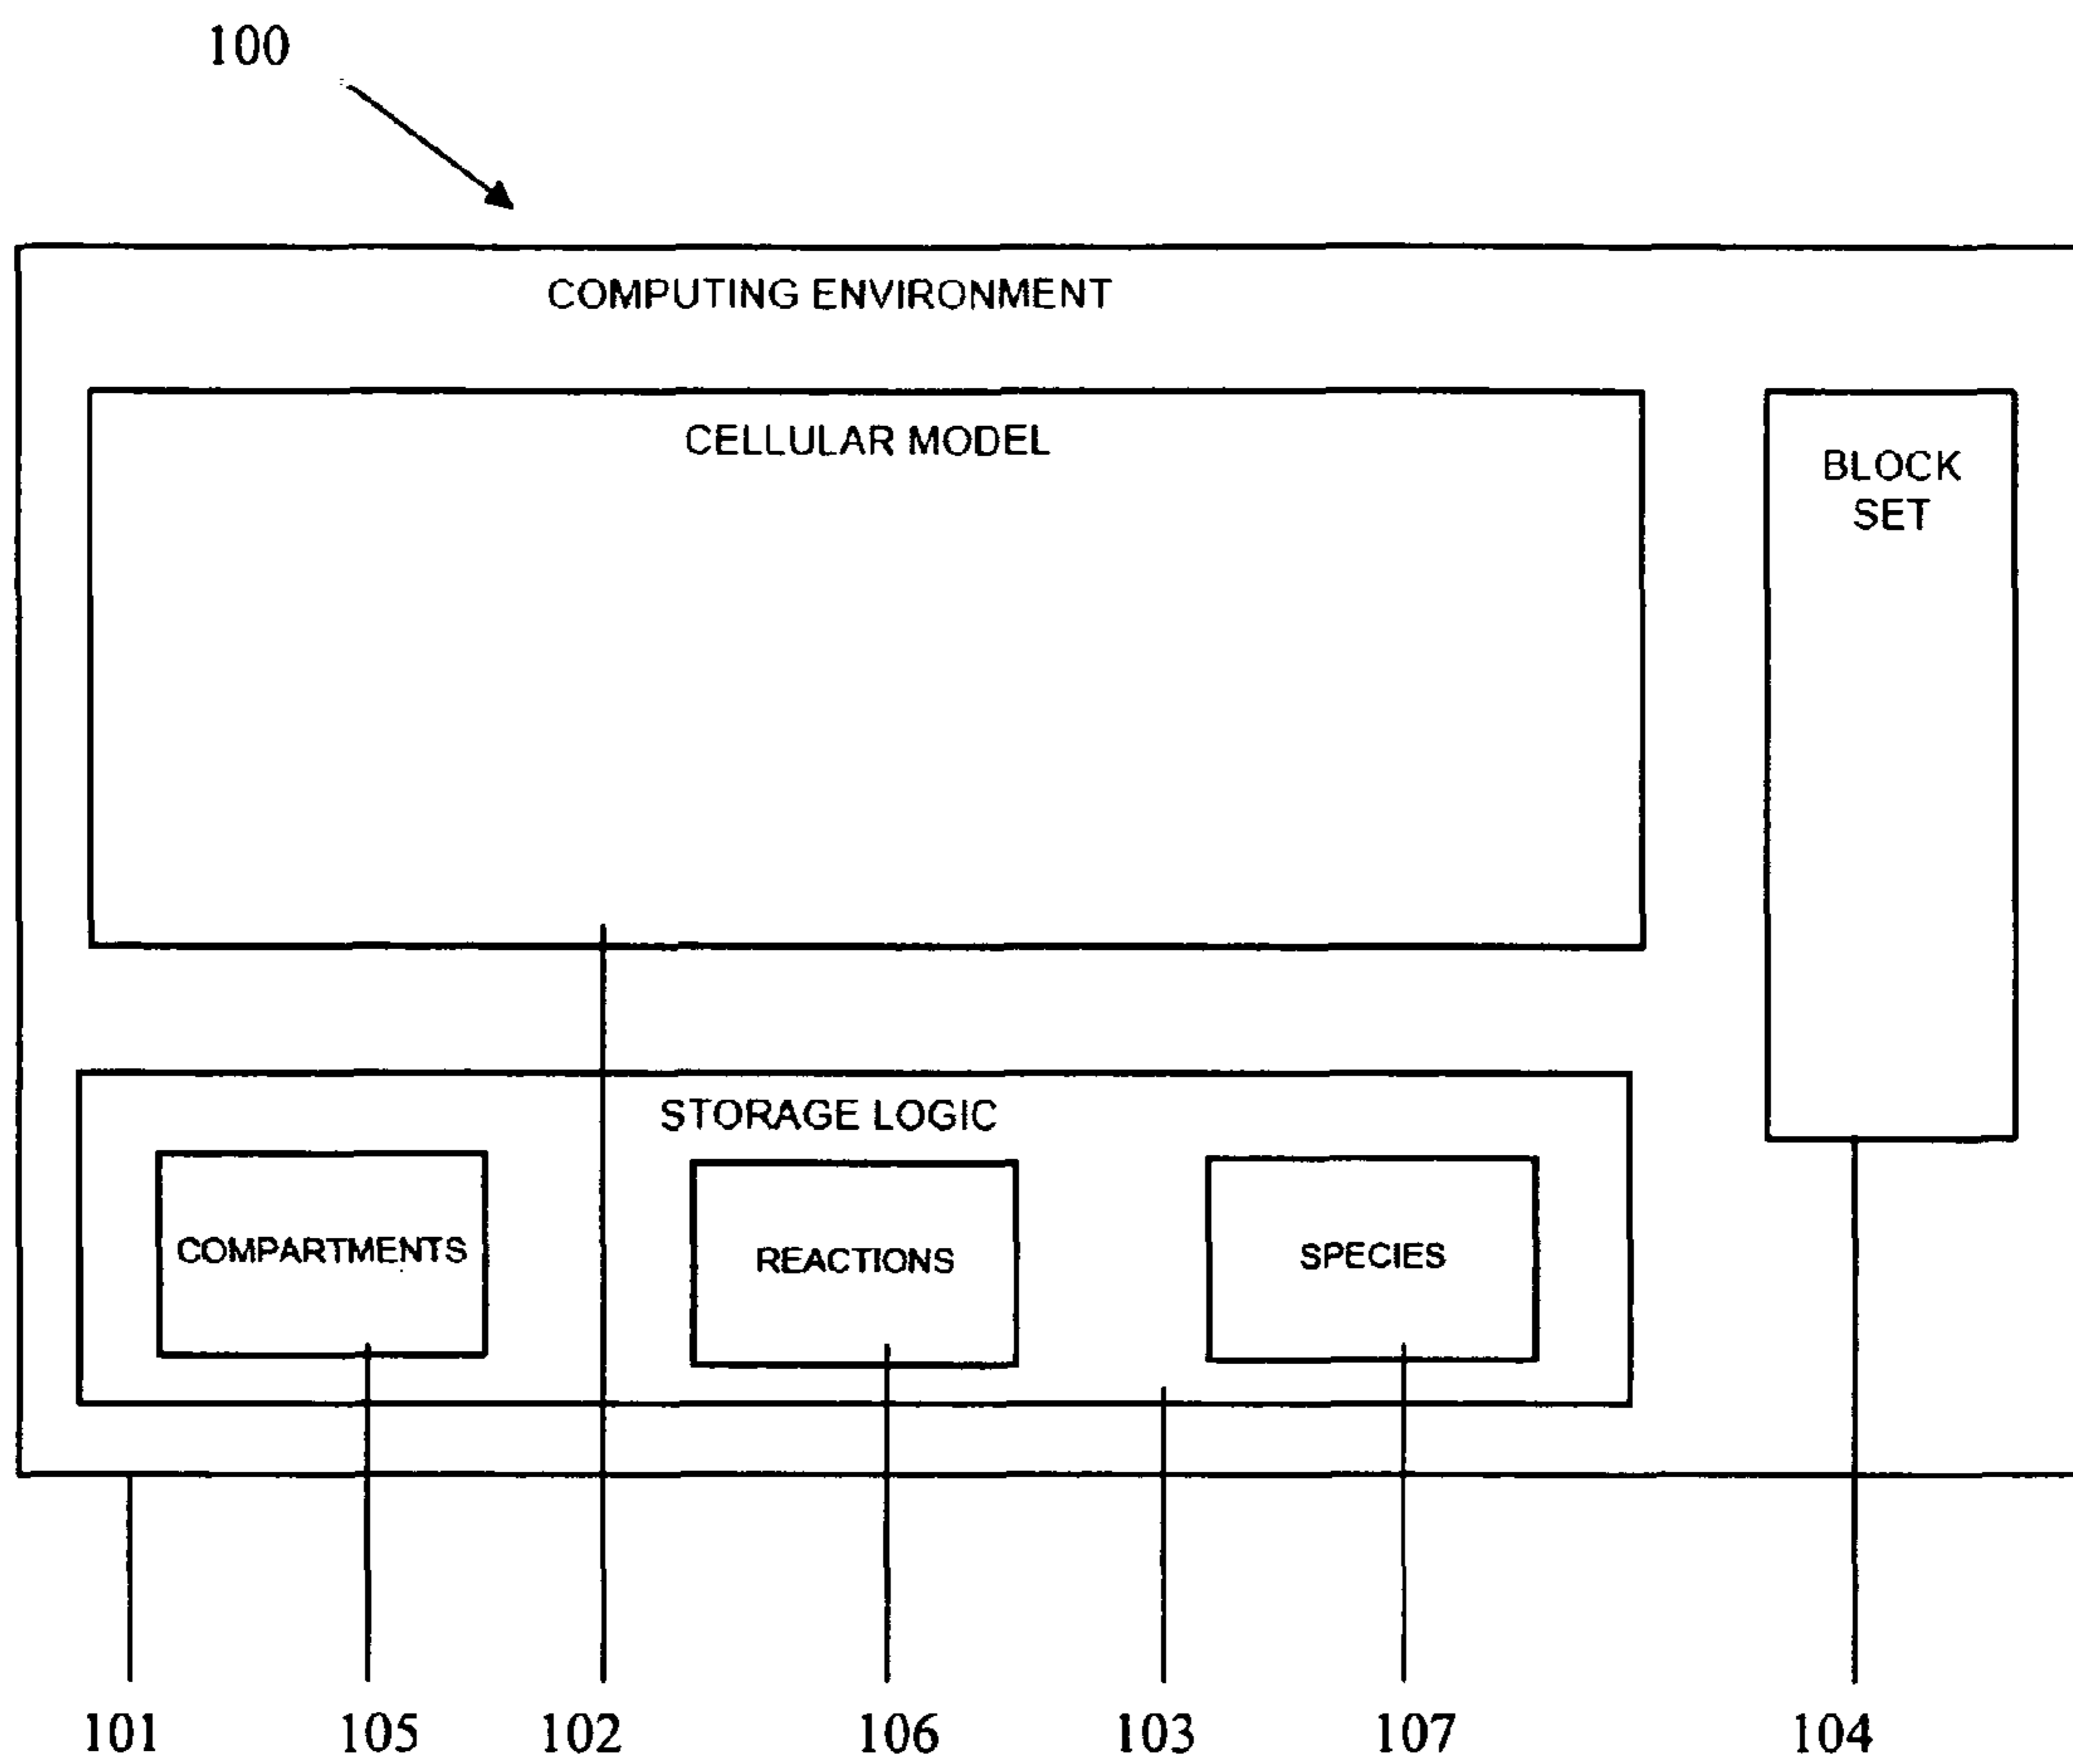 100
COMPUTING ENVIRONMENT
CELLULAR MODEL
BLOCK
SET
STORAGE LOGIC
COMPARTMENTS
REACTIONS
SPECIES
101
105
102
106
103
107
104